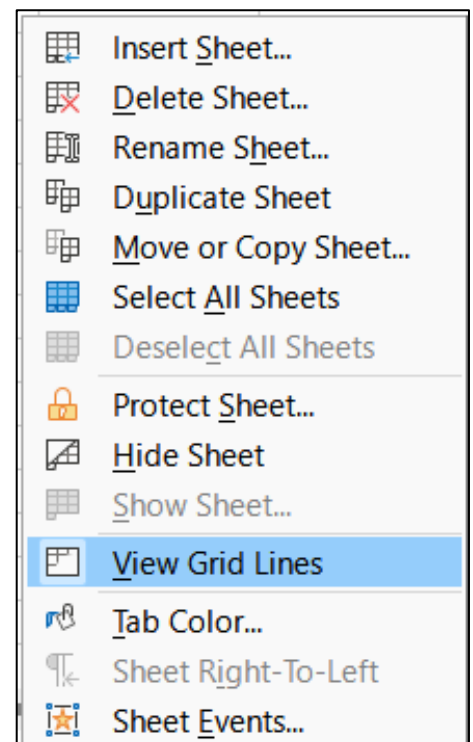 Insert Sheet...
Delete Sheet...
Rename Sheet...
Duplicate Sheet
Move or Copy Sheet...
Select All Sheets
Deselect All Sheets
Protect Sheet...
Hide Sheet
Show Sheet...
View Grid Lines
Tab Color...
Sheet Right-To-Left
Sheet Events...